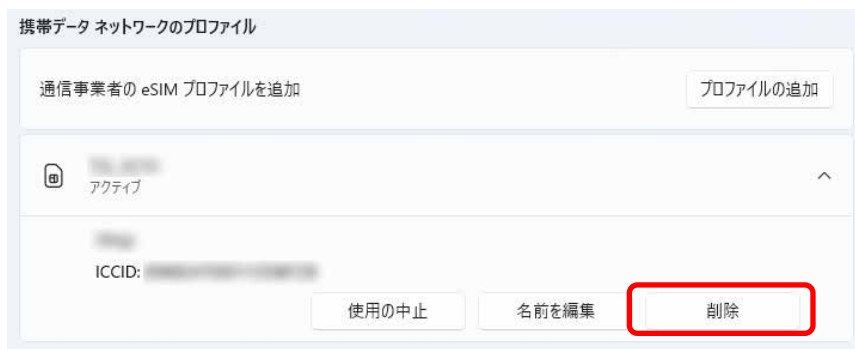 携帯データ ネットワークのプロファイル
通信事業者の eSIM プロファイルを追加
プロファイルの追加
アクティブ
ICCID:
使用の中止
名前を編集
削除